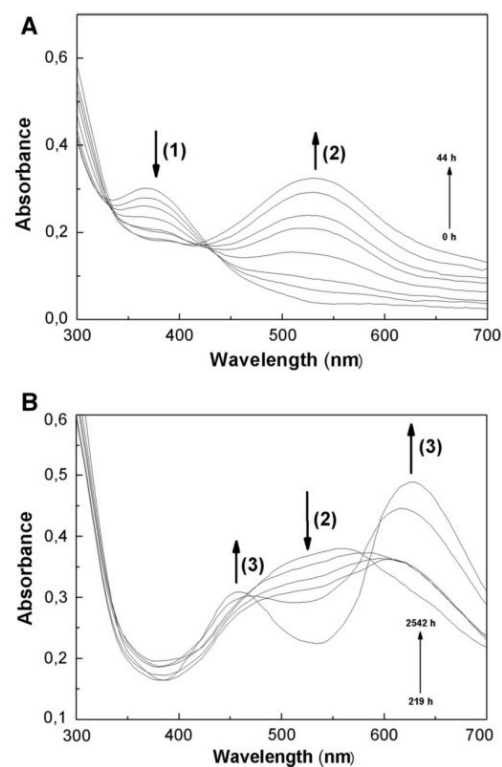 A
0,6
0,4
0,2
0,0
Absorbance
(1)
(2)
44 h
0 h
300 400 500 600 700
Wavelength (nm)
B
0,6
0,5
0,4
0,3
0,2
0,1
Absorbance
(3)
(2)
(3)
2542 h
219 h
300 400 500 600 700
Wavelength (nm)